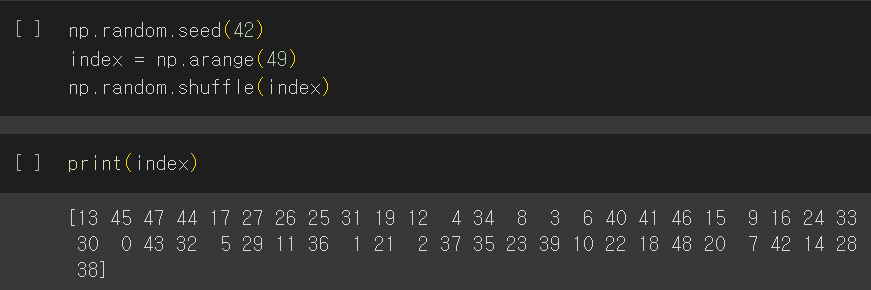 [ ] np.random.seed(42)
index = np.arange(49)
np.random.shuffle(index)
[ ] print(index)
[13 45 47 44 17 27 26 25 31 19 12  4 34  8  3  6 40 41 46 15  9 16 24 33
30  0 43 32  5 29 11 36  1 21  2 37 35 23 39 10 22 18 48 20  7 42 14 28
38]